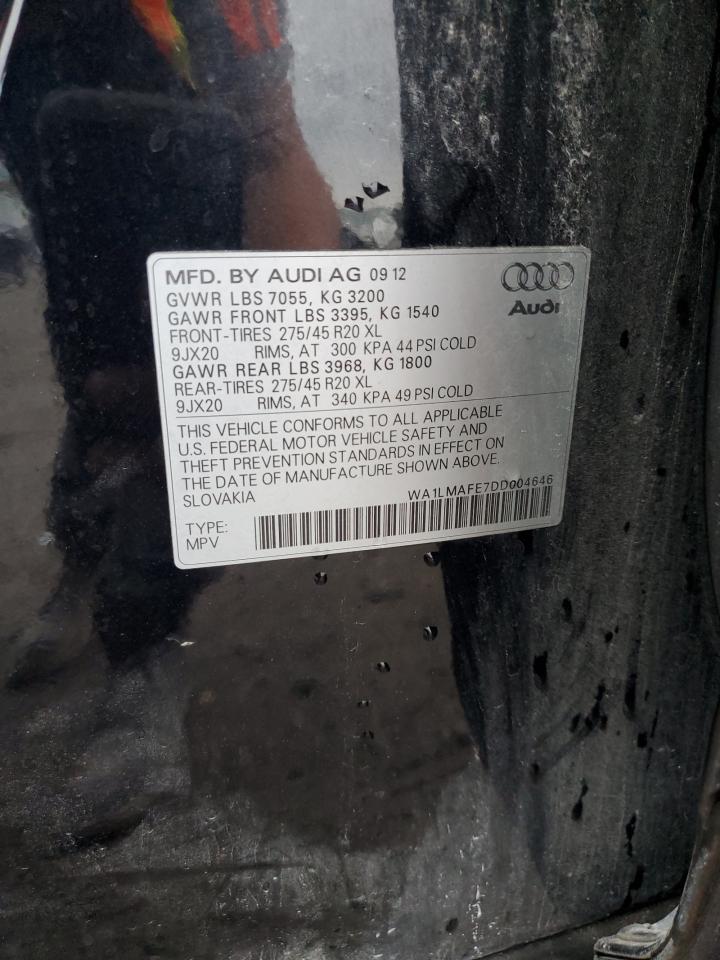 MFD. BY AUDI AG 09 12
Audi
GVWR LBS 7055, KG 3200
GAWR FRONT LBS 3395, KG 1540
FRONT-TIRES 275/45 R20 XL
9JX20 RIMS, AT 300 KPA 44 PSI COLD
GAWR REAR LBS 3968, KG 1800
REAR-TIRES 275/45 R20 XL
9JX20 RIMS, AT 340 KPA 49 PSI COLD
THIS VEHICLE CONFORMS TO ALL APPLICABLE
U.S. FEDERAL MOTOR VEHICLE SAFETY AND
THEFT PREVENTION STANDARDS IN EFFECT ON
THE DATE OF MANUFACTURE SHOWN ABOVE.
SLOVAKIA WA1LMAFE7DD004646
TYPE:
MPV